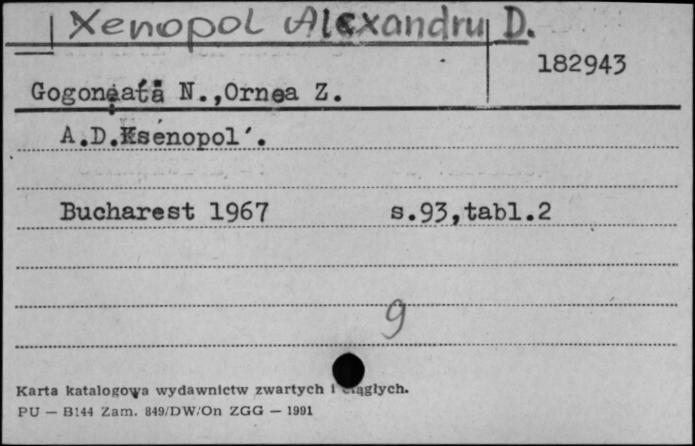 Xenopol Alexandru D.
182943
Gogoneață N.,Ornea Z.
A.D.Ksénopol'.
Bucharest 1967 s.93,tabl.2
9
Karta katalogowa wydawnictw zwartych i ciągłych.
PU — B144 Zam. 849/DW/On ZGG — 1991